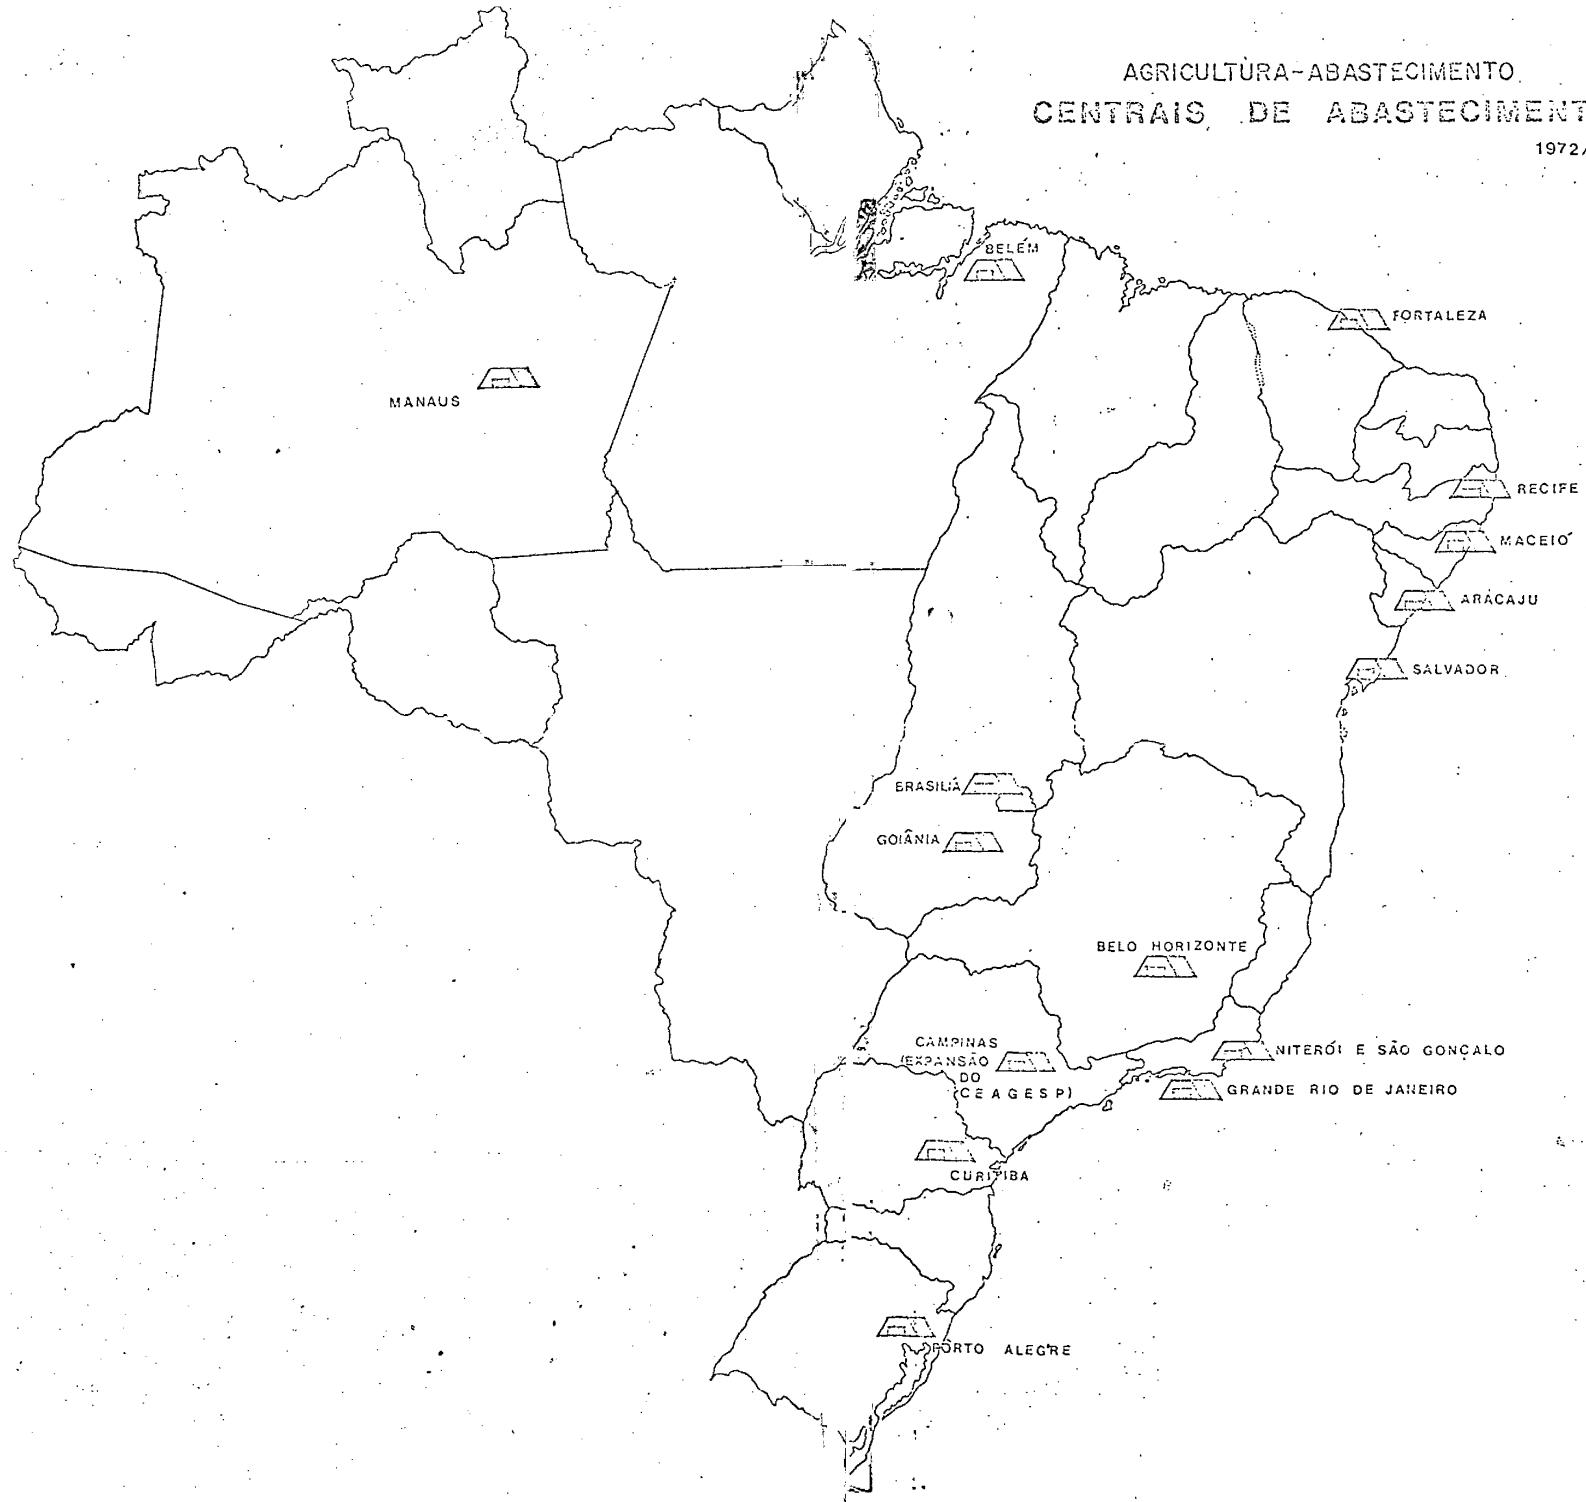 AGRICULTURA-ABASTECIMENTO
CENTRAIS DE ABASTECIMENT
1972/
BELÉM
FORTALEZA
MANAUS
RECIFE
MACEIÓ
ARACAJU
SALVADOR
BRASILIA
GOIÂNIA
BELO HORIZONTE
CAMPINAS
(EXPANSÃO
DO
CEAGESP)
NITERÓI E SÃO GONÇALO
GRANDE RIO DE JANEIRO
CURITIBA
PÔRTO ALEGRE